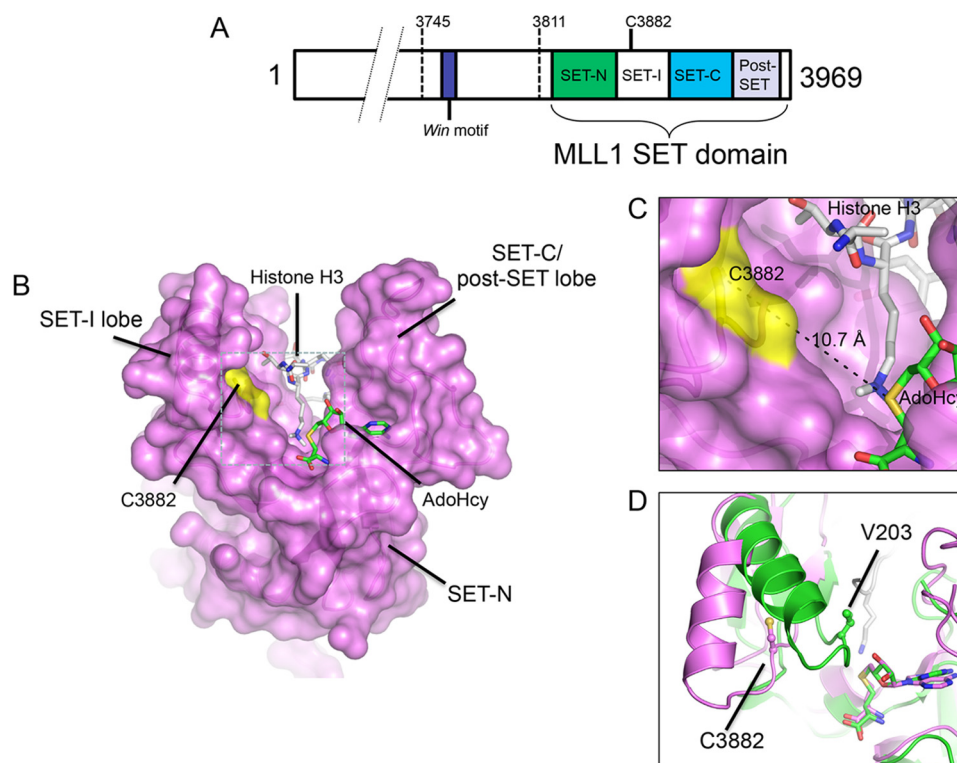 A
3745
3811
C3882
1
SET-N
SET-I
SET-C
Post-
SET
3969
Win motif
MLL1 SET domain
B
SET-I lobe
Histone H3
SET-C/
post-SET lobe
C3882
AdoHcy
SET-N
C
Histone H3
C3882
10.7 Å
AdoHcy
D
V203
C3882